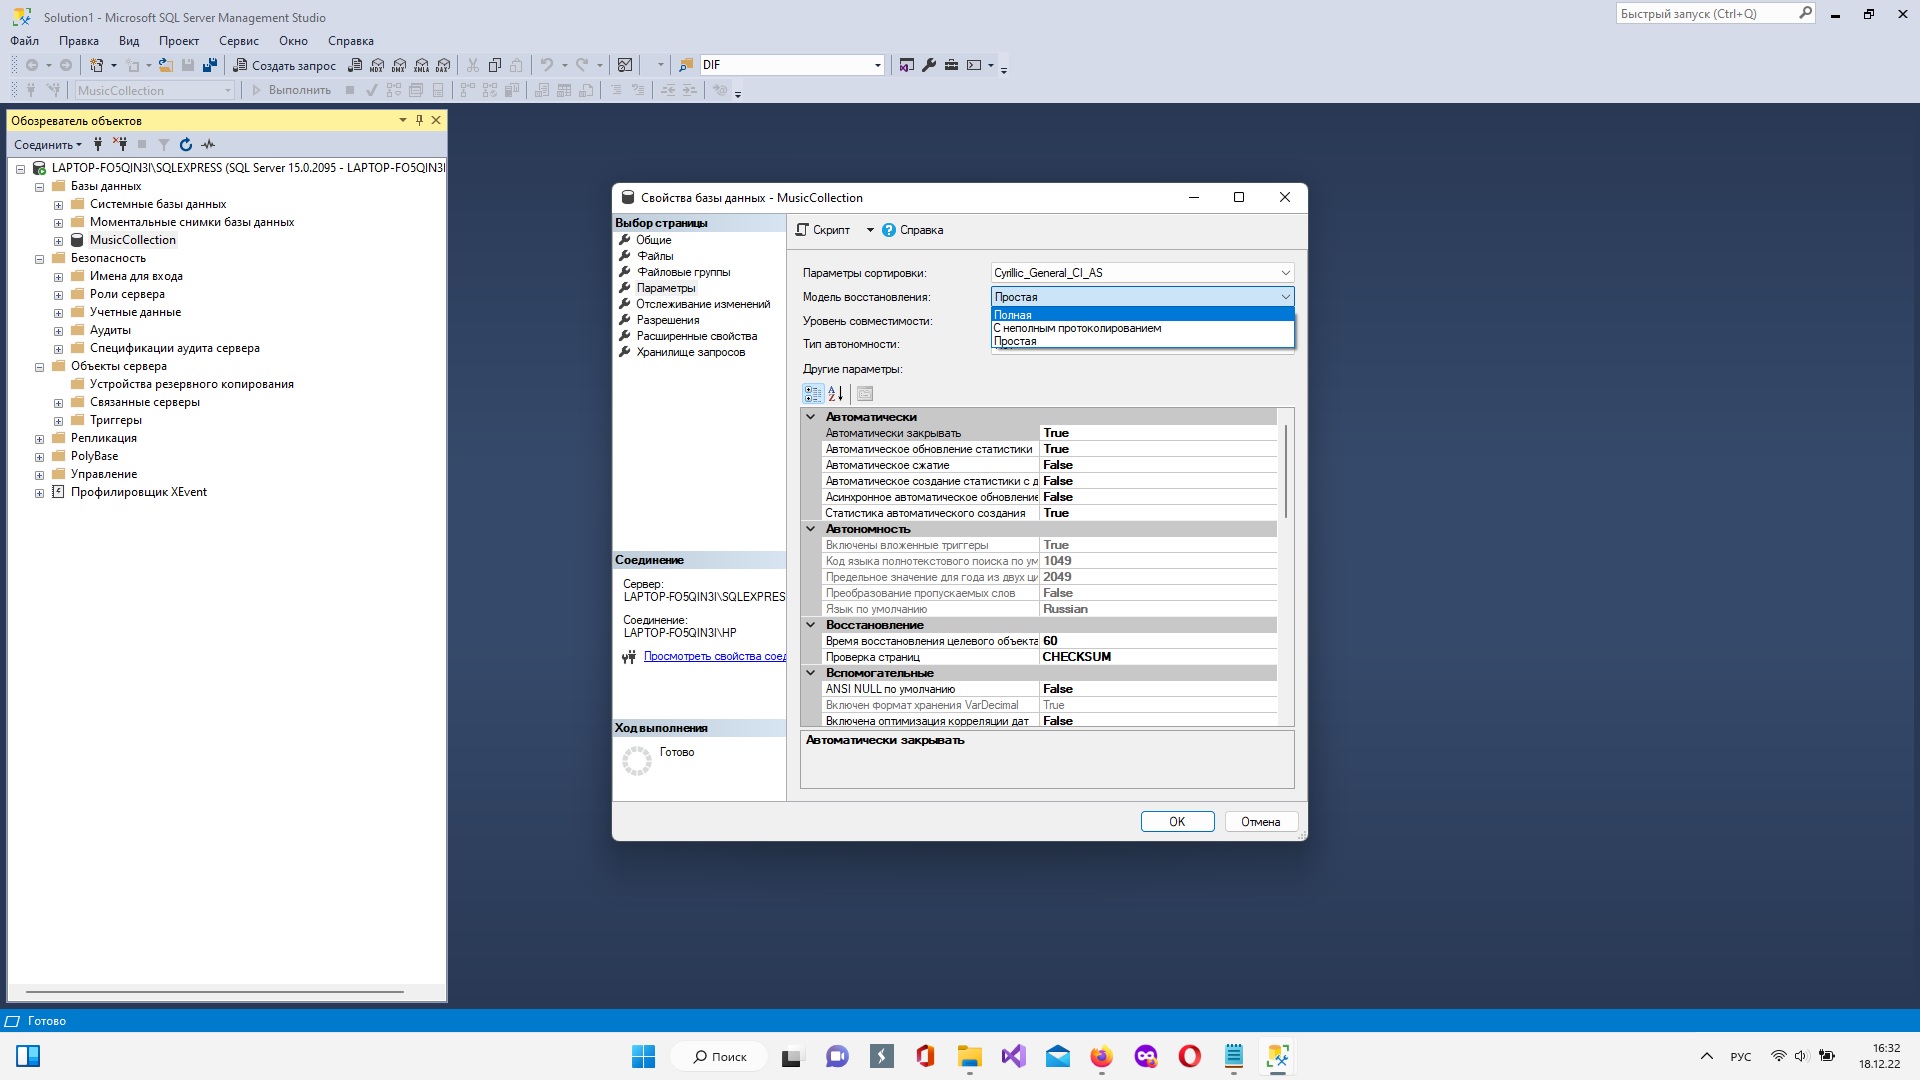 Solution1 - Microsoft SQL Server Management Studio
Быстрый запуск (Ctrl+Q)
Файл Правка Вид Проект Сервис Окно Справка
Создать запрос MDX DMX XMLA DAX DIF
MusicCollection Выполнить
Обозреватель объектов
Соединить
LAPTOP-FO5QIN3I\SQLEXPRESS (SQL Server 15.0.2095 - LAPTOP-FO5QIN3I
Базы данных
Системные базы данных
Моментальные снимки базы данных
MusicCollection
Безопасность
Имена для входа
Роли сервера
Учетные данные
Аудиты
Спецификации аудита сервера
Объекты сервера
Устройства резервного копирования
Связанные серверы
Триггеры
Репликация
PolyBase
Управление
Профилировщик XEvent
Свойства базы данных - MusicCollection
Выбор страницы
Общие
Файлы
Файловые группы
Параметры
Отслеживание изменений
Разрешения
Расширенные свойства
Хранилище запросов
Соединение
Сервер:
LAPTOP-FO5QIN3I\SQLEXPRES
Соединение:
LAPTOP-FO5QIN3I\HP
Просмотреть свойства соед
Ход выполнения
Готово
Скрипт Справка
Параметры сортировки: Cyrillic_General_CI_AS
Модель восстановления: Простая
Полная
С неполным протоколированием
Простая
Уровень совместимости:
Тип автономности:
Другие параметры:
Автоматически
Автоматически закрывать True
Автоматическое обновление статистики True
Автоматическое сжатие False
Автоматическое создание статистики с д False
Асинхронное автоматическое обновление False
Статистика автоматического создания True
Автономность
Включены вложенные триггеры True
Код языка полнотекстового поиска по ум 1049
Предельное значение для года из двух ци 2049
Преобразование пропускаемых слов False
Язык по умолчанию Russian
Восстановление
Время восстановления целевого объекта 60
Проверка страниц CHECKSUM
Вспомогательные
ANSI NULL по умолчанию False
Включен формат хранения VarDecimal True
Включена оптимизация корреляции дат False
Автоматически закрывать
OK Отмена
Готово
Поиск
РУС
16:32
18.12.22